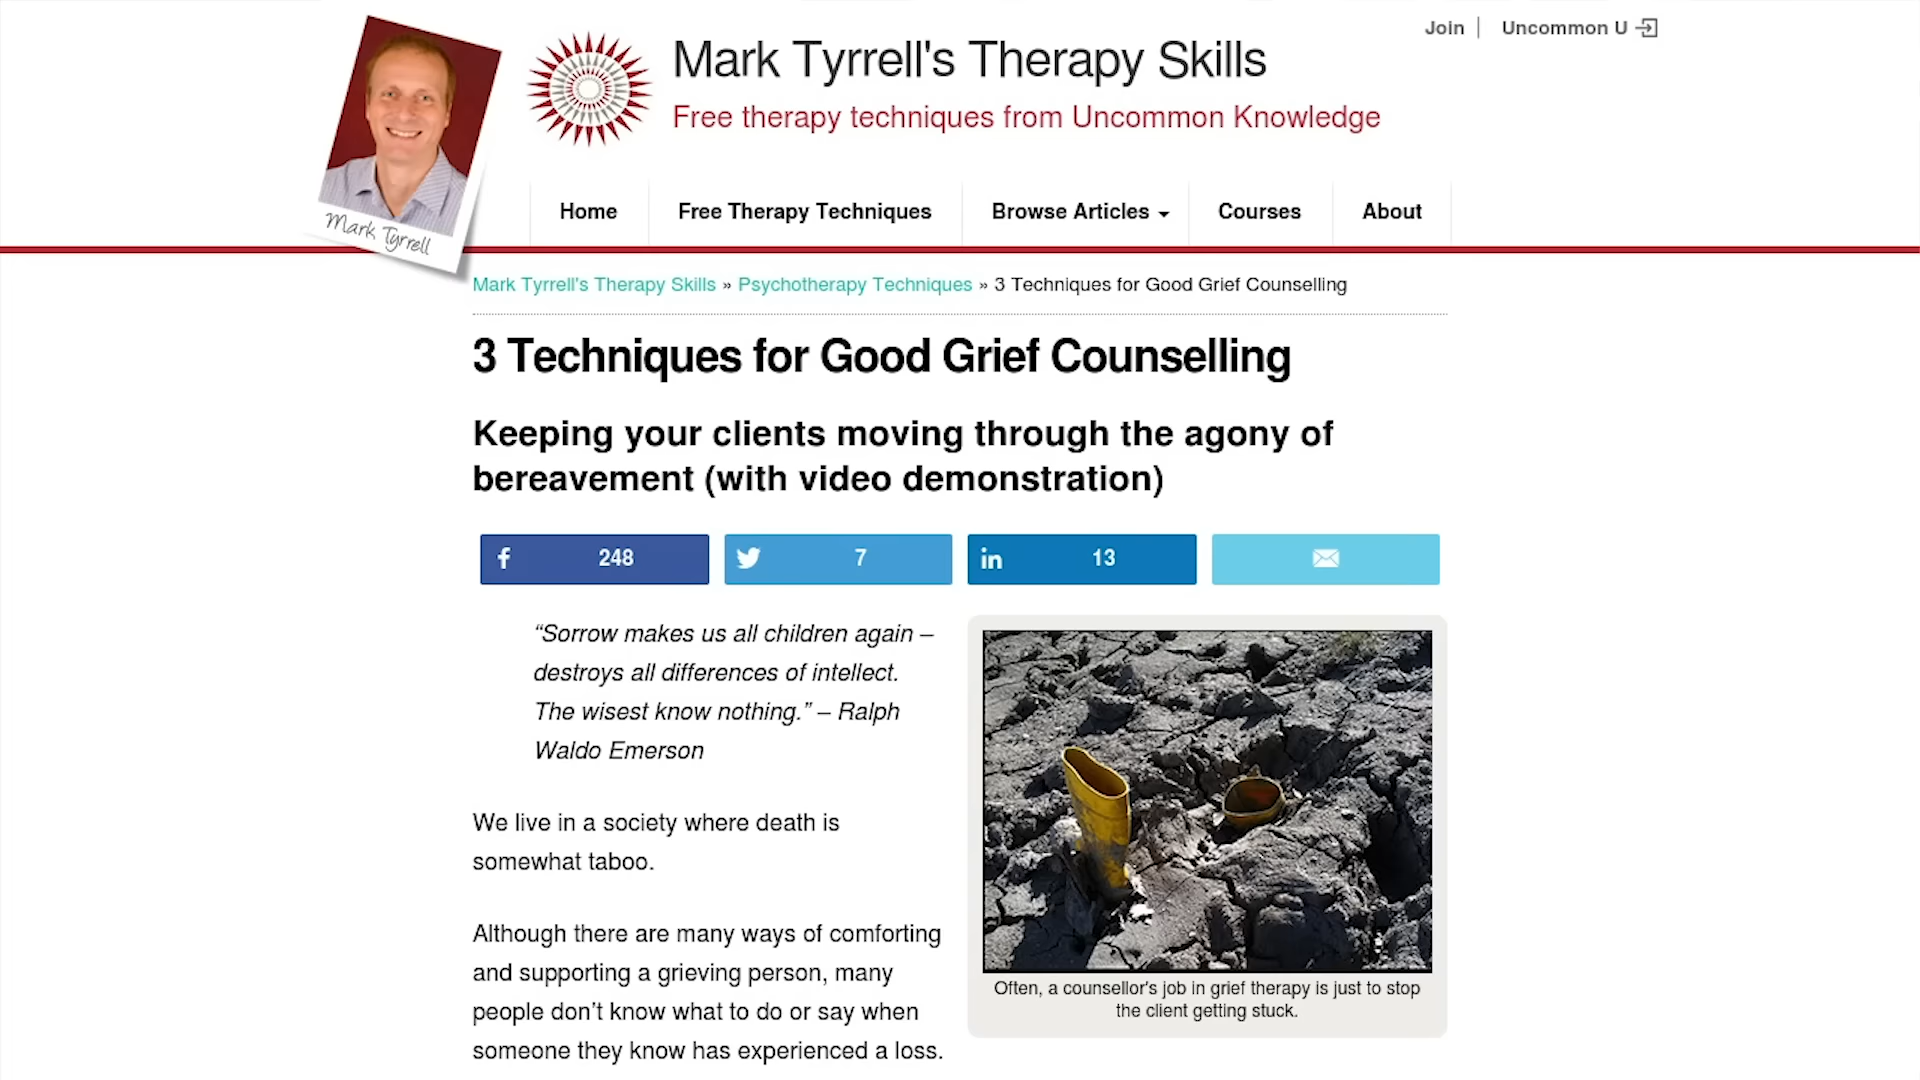 Join | Uncommon U
Mark Tyrrell's Therapy Skills
Free therapy techniques from Uncommon Knowledge
Mark Tyrrell
Home
Free Therapy Techniques
Browse Articles
Courses
About
Mark Tyrrell's Therapy Skills » Psychotherapy Techniques » 3 Techniques for Good Grief Counselling
3 Techniques for Good Grief Counselling
Keeping your clients moving through the agony of
bereavement (with video demonstration)
f 248
7
in 13
“Sorrow makes us all children again –
destroys all differences of intellect.
The wisest know nothing.” – Ralph
Waldo Emerson
We live in a society where death is
somewhat taboo.
Although there are many ways of comforting
and supporting a grieving person, many
people don’t know what to do or say when
someone they know has experienced a loss.
Often, a counsellor's job in grief therapy is just to stop
the client getting stuck.